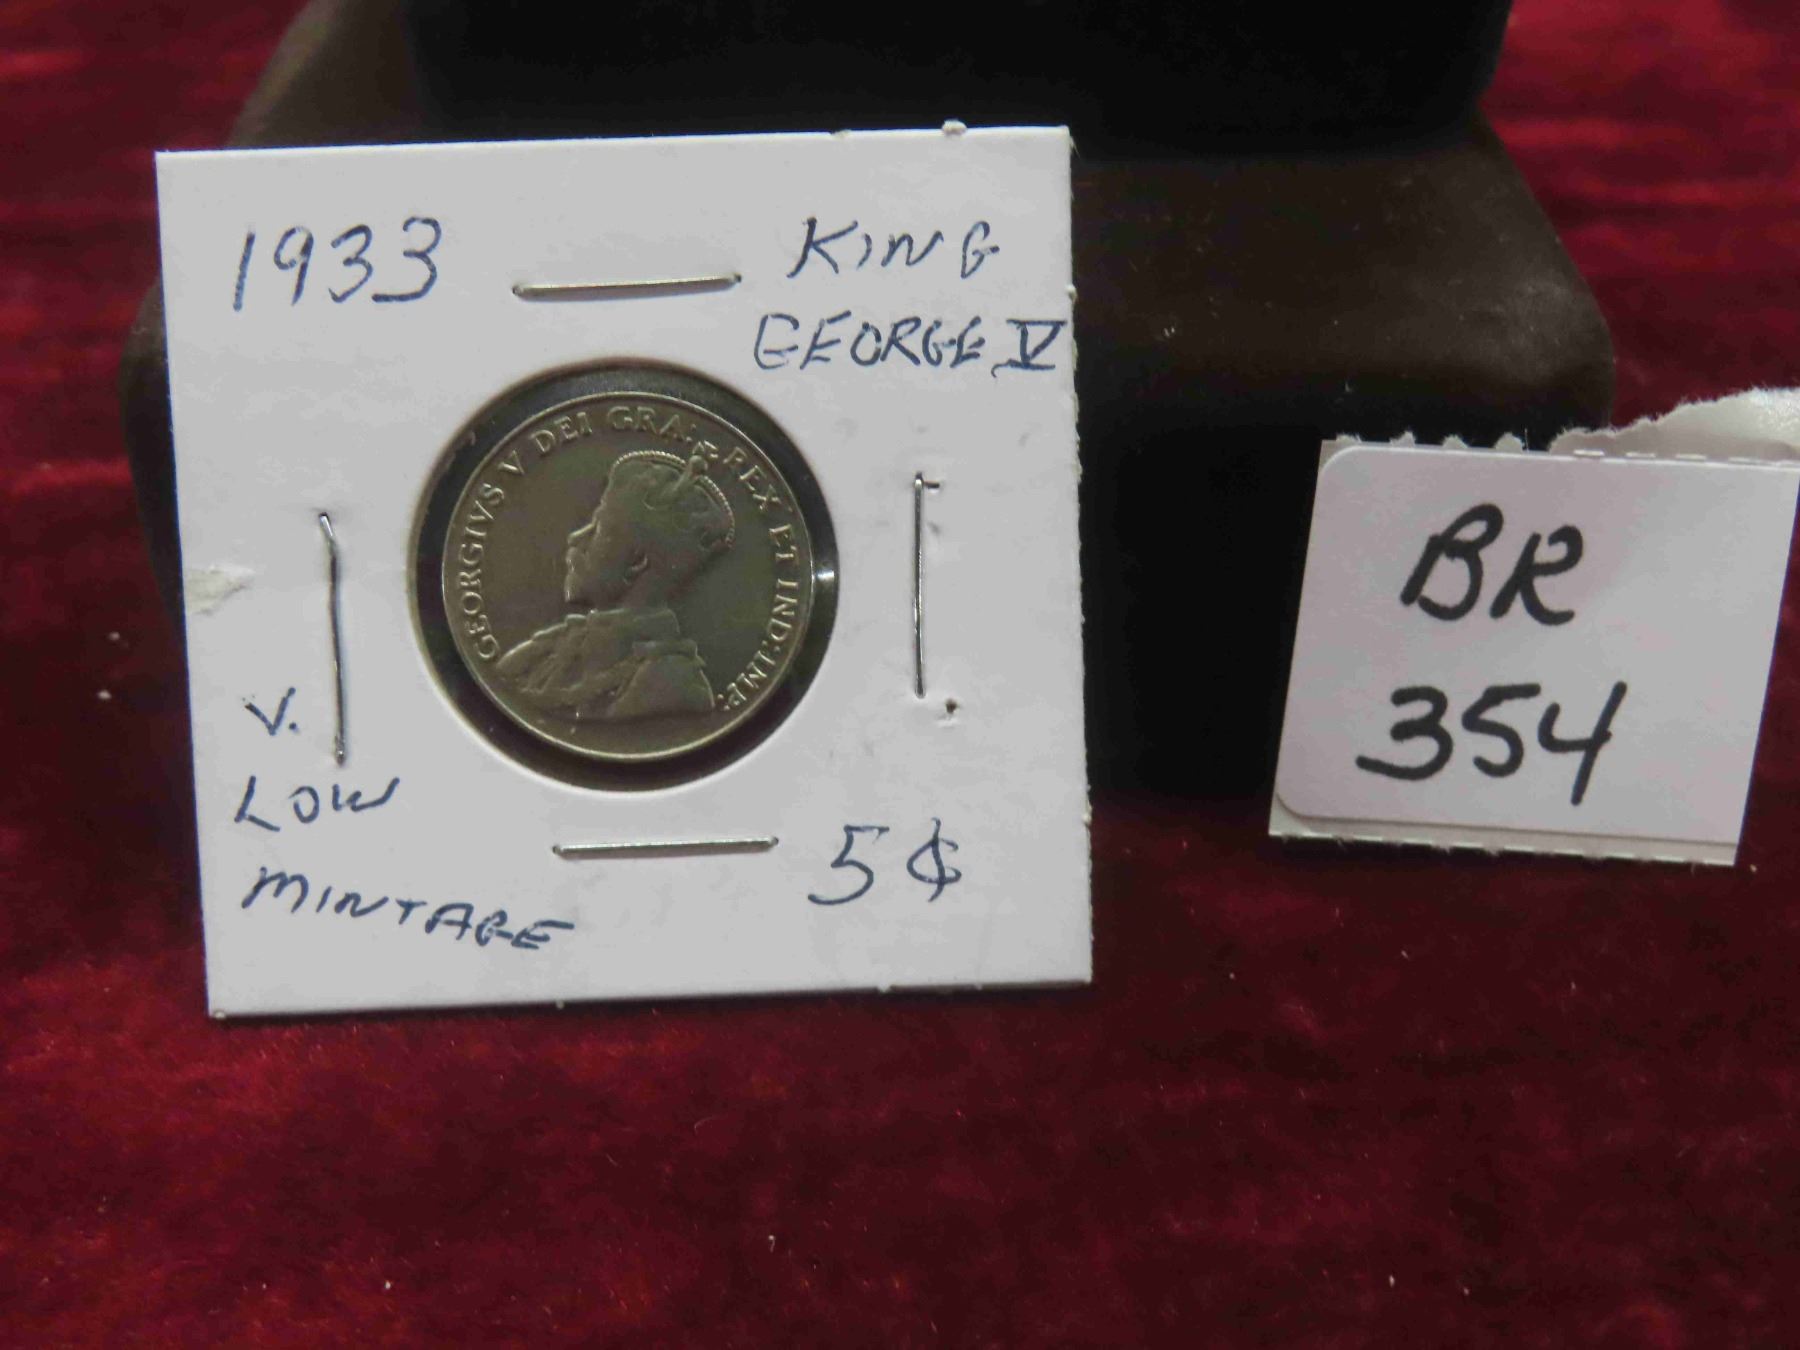 1933
KING
GEORGE V
GEORGIVS V DEI GRA: REX ET IND: IMP:
V.
LOW
MINTAGE
5¢
BR
354